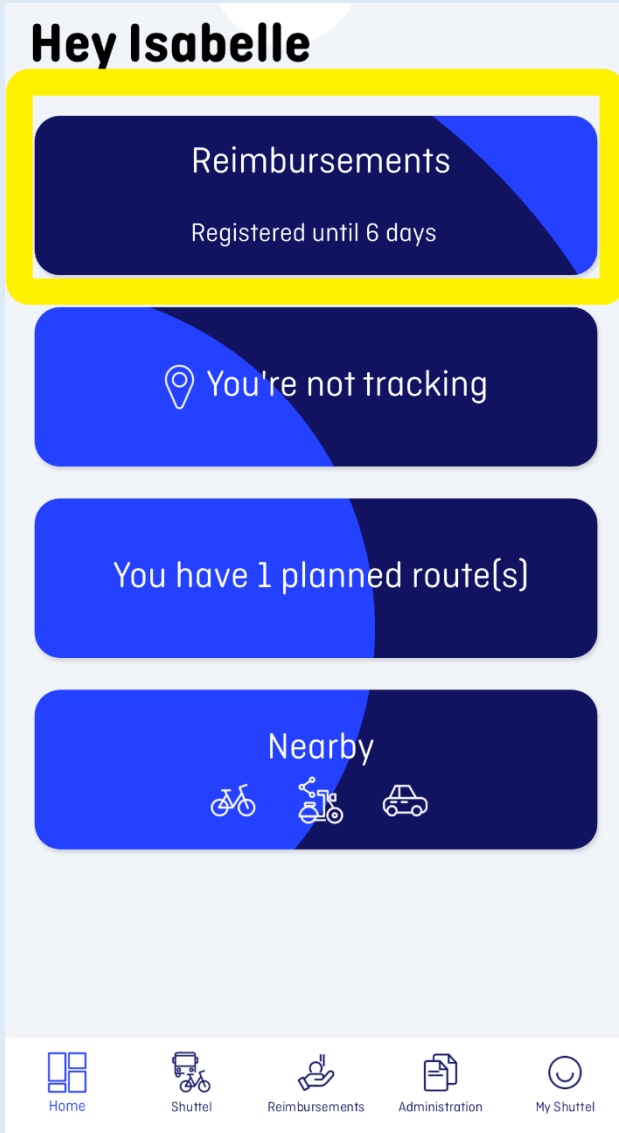 Hey Isabelle
Reimbursements
Registered until 6 days
You're not tracking
You have 1 planned route(s)
Nearby
Home
Shuttel
Reimbursements
Administration
My Shuttel